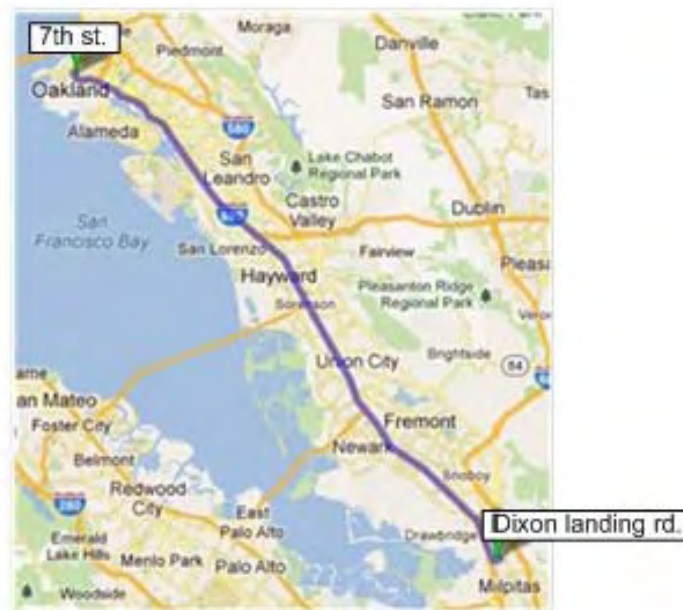 7th st.
Moraga
Piedmont
Danville
Oakland
San Ramon
Alameda
580
San
Leandro
Lake Chabot
Regional Park
Castro
Valley
Dublin
San
Francisco Bay
San Lorenzo
Fairview
Hayward
Pleasanton Ridge
Regional Park
Sorenson
Union City
Brightside
84
an Mateo
Foster City
Fremont
Newark
Belmont
Redwood
City
Snoboy
280
East
Palo Alto
Dixon landing rd.
Drawbridge
Emerald
Lake Hills
Menlo Park
Palo Alto
Milpitas
Woodside